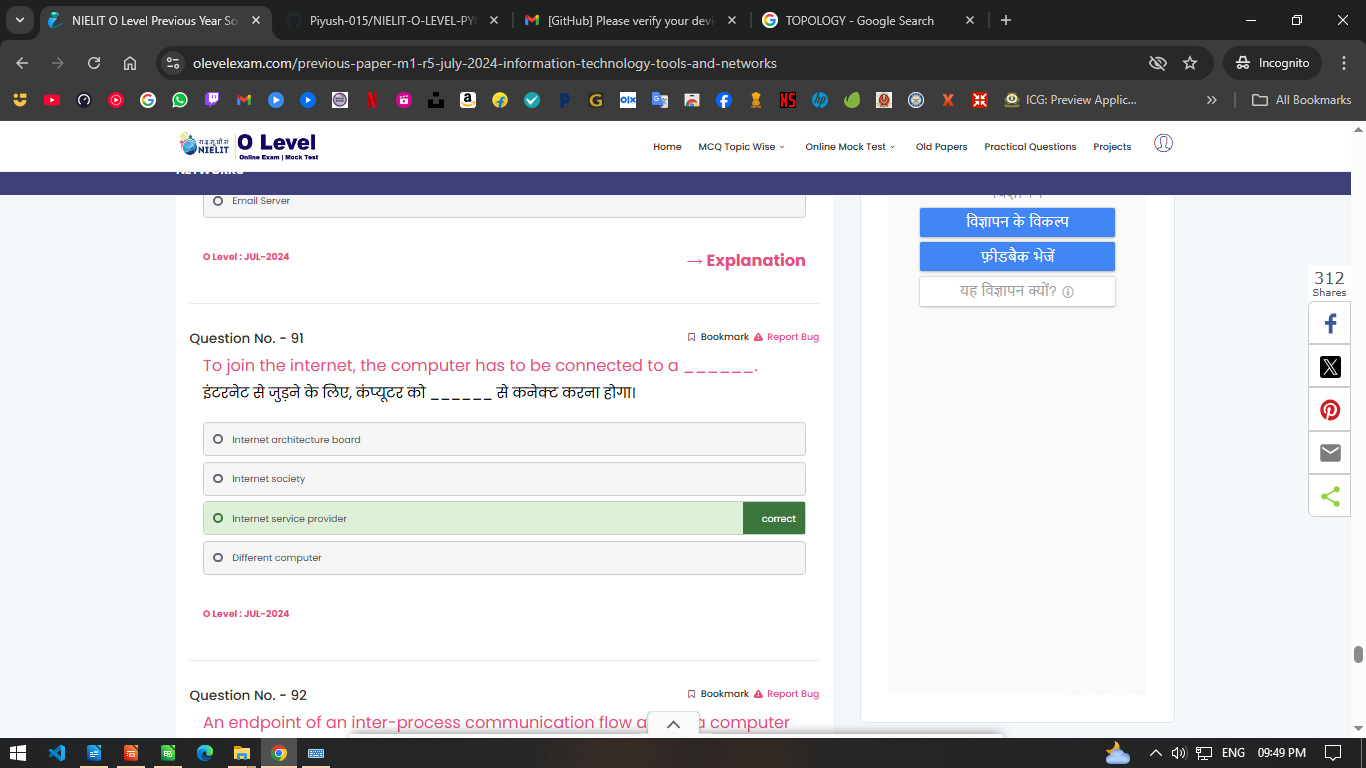 NIELIT O Level Previous Year So
Piyush-015/NIELIT-O-LEVEL-PY
[GitHub] Please verify your devi
TOPOLOGY - Google Search
olevelexam.com/previous-paper-m1-r5-july-2024-information-technology-tools-and-networks
Incognito
ICG: Preview Applic...
All Bookmarks
रा.इ.सू.प्रौ.सं
NIELIT
O Level
Online Exam | Mock Test
Home
MCQ Topic Wise
Online Mock Test
Old Papers
Practical Questions
Projects
NETWORKS
Email Server
O Level : JUL-2024
→ Explanation
विज्ञापन
विज्ञापन के विकल्प
फ़ीडबैक भेजें
यह विज्ञापन क्यों?
312
Shares
Question No. - 91
Bookmark
Report Bug
To join the internet, the computer has to be connected to a ______.
इंटरनेट से जुड़ने के लिए, कंप्यूटर को ______ से कनेक्ट करना होगा।
Internet architecture board
Internet society
Internet service provider
correct
Different computer
O Level : JUL-2024
Question No. - 92
Bookmark
Report Bug
An endpoint of an inter-process communication flow a
a computer
ENG
09:49 PM